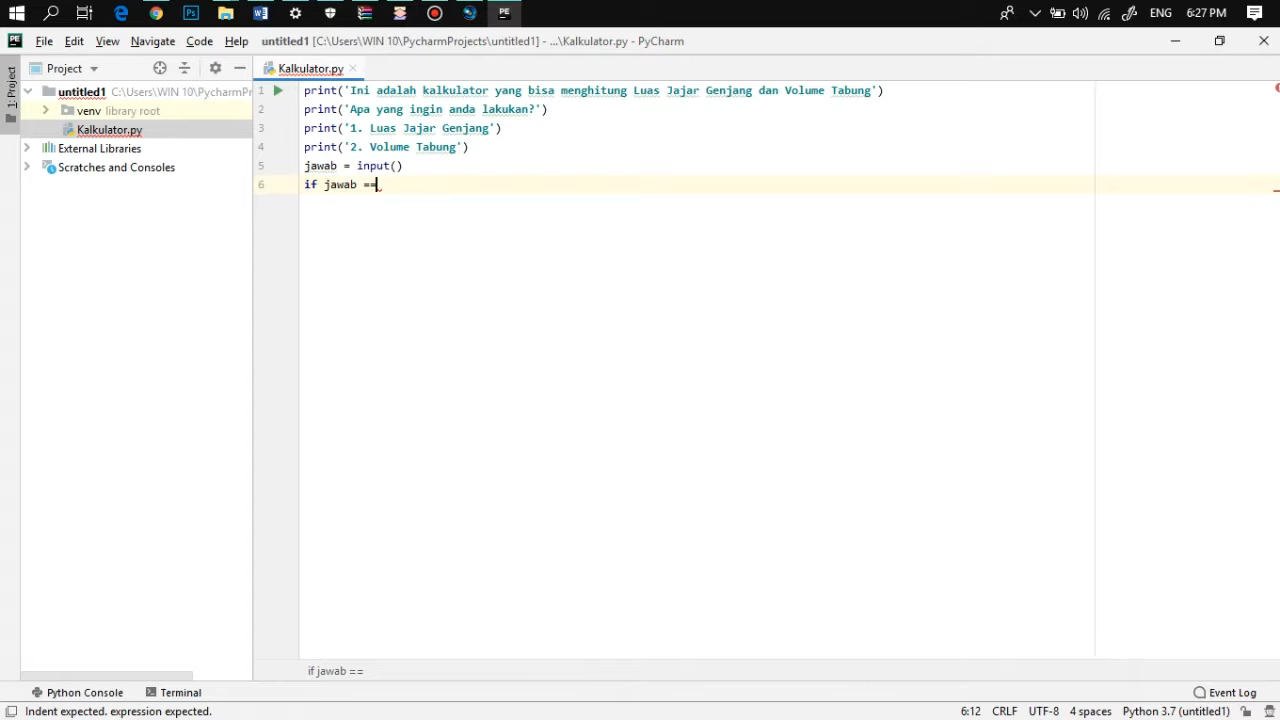 ENG 6:27 PM
File Edit View Navigate Code Help untitled1 [C:\Users\WIN 10\PycharmProjects\untitled1] - ...\Kalkulator.py - PyCharm
1: Project
Project
Kalkulator.py
untitled1 C:\Users\WIN 10\PycharmPr
venv library root
Kalkulator.py
External Libraries
Scratches and Consoles
1 print('Ini adalah kalkulator yang bisa menghitung Luas Jajar Genjang dan Volume Tabung')
2 print('Apa yang ingin anda lakukan?')
3 print('1. Luas Jajar Genjang')
4 print('2. Volume Tabung')
5 jawab = input()
6 if jawab ==
if jawab ==
Python Console Terminal Event Log
Indent expected. expression expected. 6:12 CRLF UTF-8 4 spaces Python 3.7 (untitled1)